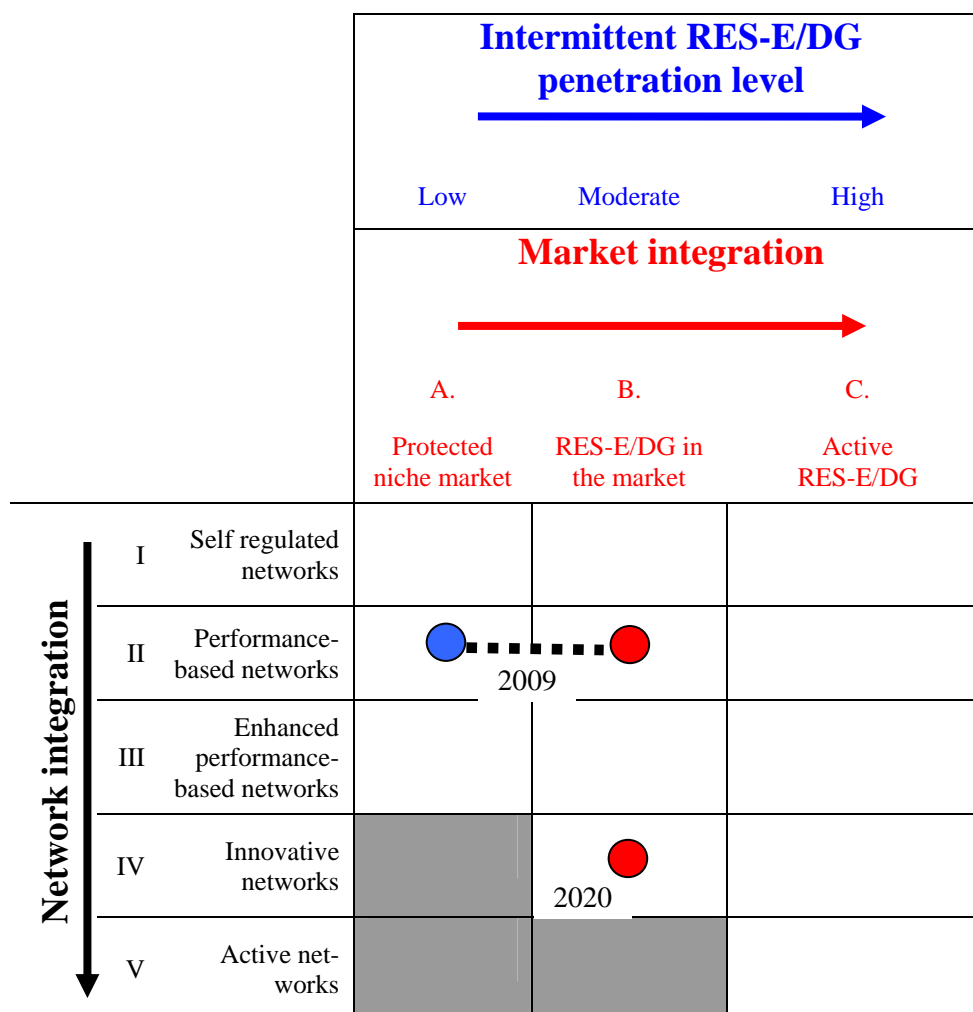 Intermittent RES-E/DG
penetration level
Low Moderate High
Market integration
A. B. C.
Protected
niche market
RES-E/DG in
the market
Active
RES-E/DG
Network integration
I Self regulated
networks
II Performance-
based networks
2009
III Enhanced
performance-
based networks
IV Innovative
networks
2020
V Active net-
works